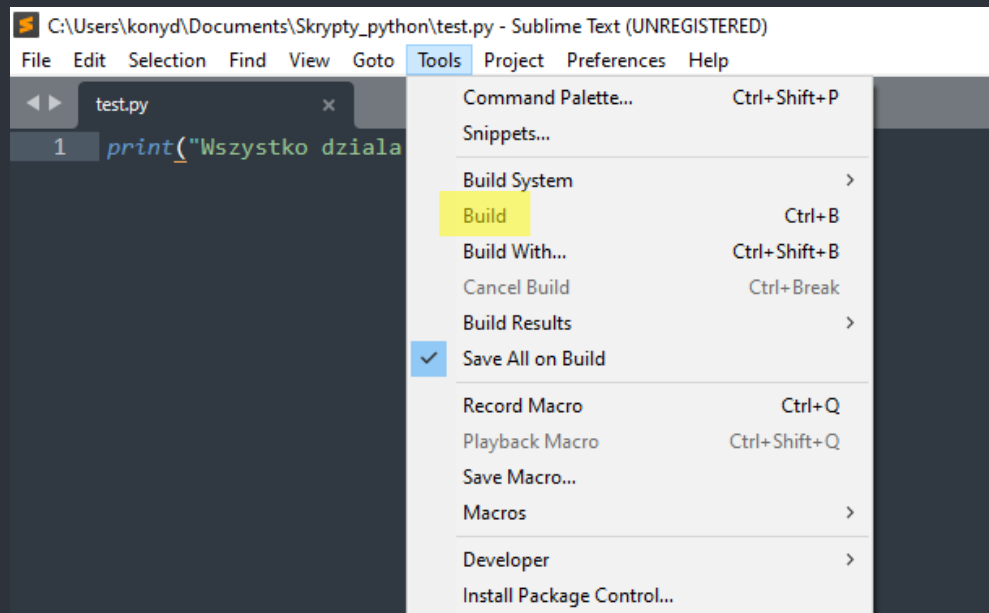 C:\Users\konyd\Documents\Skrypty_python\test.py - Sublime Text (UNREGISTERED)
File Edit Selection Find View Goto Tools Project Preferences Help
test.py
1 print("Wszystko dziala
Command Palette... Ctrl+Shift+P
Snippets...
Build System
Build Ctrl+B
Build With... Ctrl+Shift+B
Cancel Build Ctrl+Break
Build Results
Save All on Build
Record Macro Ctrl+Q
Playback Macro Ctrl+Shift+Q
Save Macro...
Macros
Developer
Install Package Control...